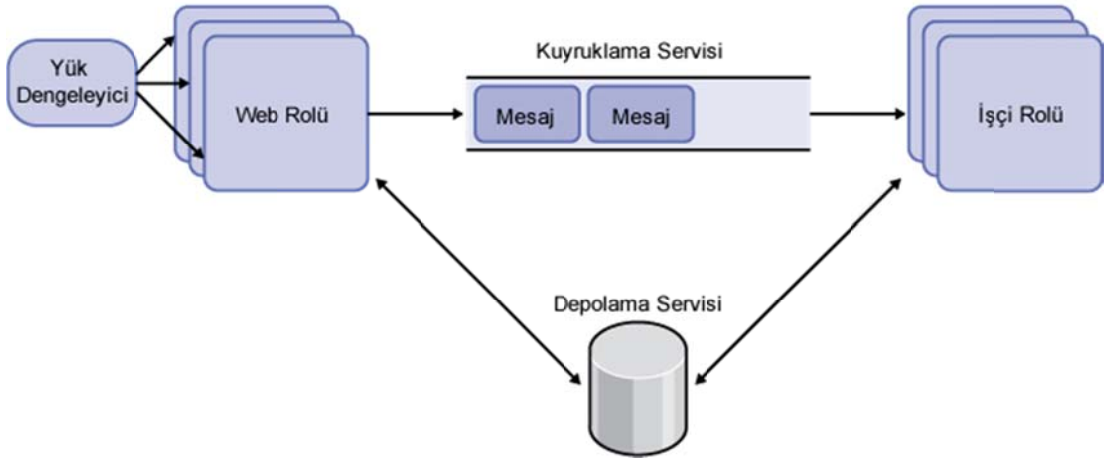 Yük
Dengeleyici
Web Rolü
Kuyruklama Servisi
Mesaj
Mesaj
İşçi Rolü
Depolama Servisi